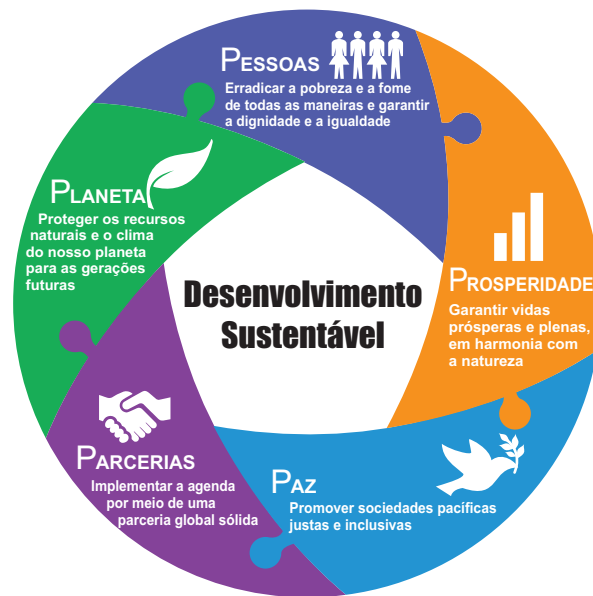 PESSOAS
Erradicar a pobreza e a fome
de todas as maneiras e garantir
a dignidade e a igualdade
PROSPERIDADE
Garantir vidas
prósperas e plenas,
em harmonia com
a natureza
PAZ
Promover sociedades pacificas
justas e inclusivas
PARCERIAS
Implementar a agenda
por meio de uma
parceria global sólida
PLANETA
Proteger os recursos
naturais e o clima
do nosso planeta
para as gerações
futuras
Desenvolvimento
Sustentável